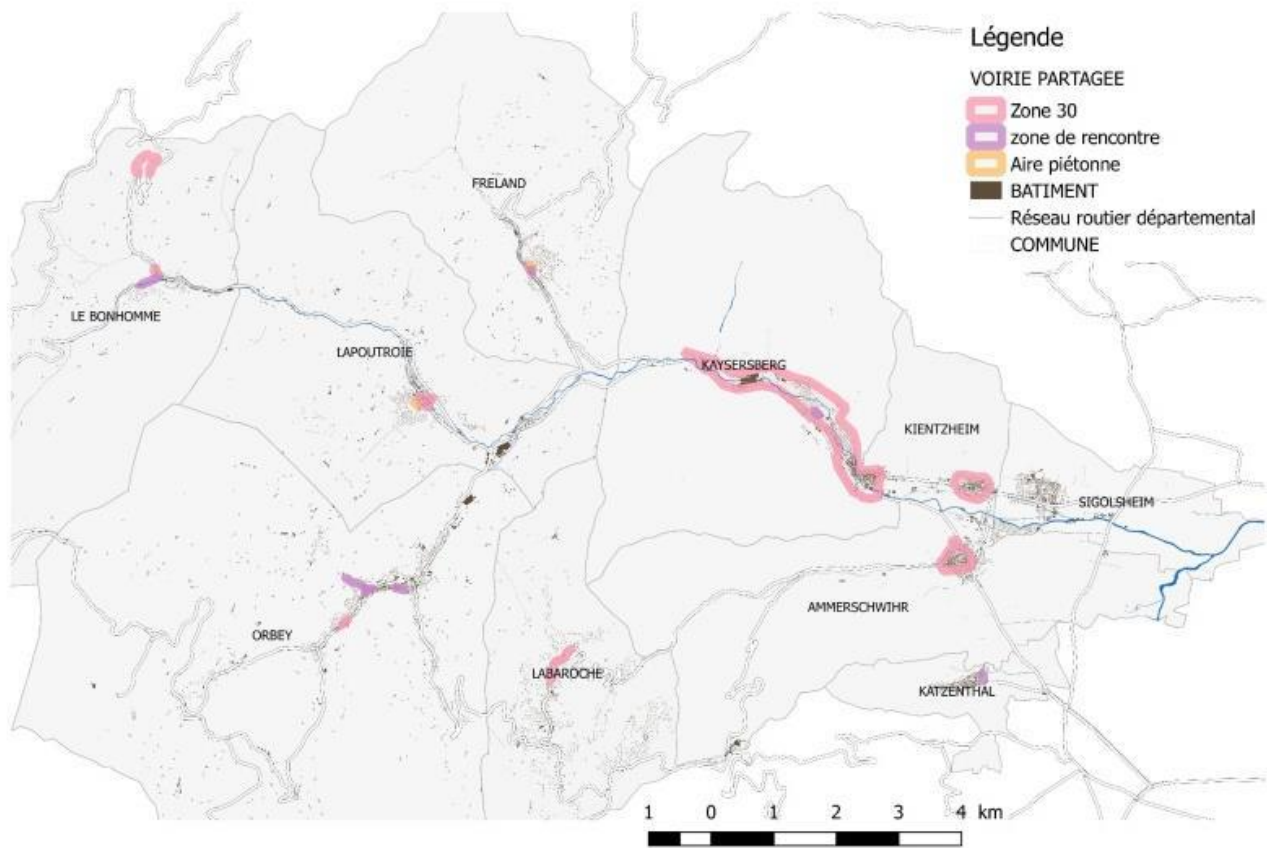 Légende
VOIRIE PARTAGEE
Zone 30
zone de rencontre
Aire piétonne
BATIMENT
Réseau routier départemental
COMMUNE
FRELAND
LE BONHOMME
LAPOUTROIE
KAYSERSBERG
KIENTZHEIM
SIGOLSHEIM
AMMERSCHWIHR
ORBEY
LABAROCHE
KATZENTHAL
1 0 1 2 3 4 km